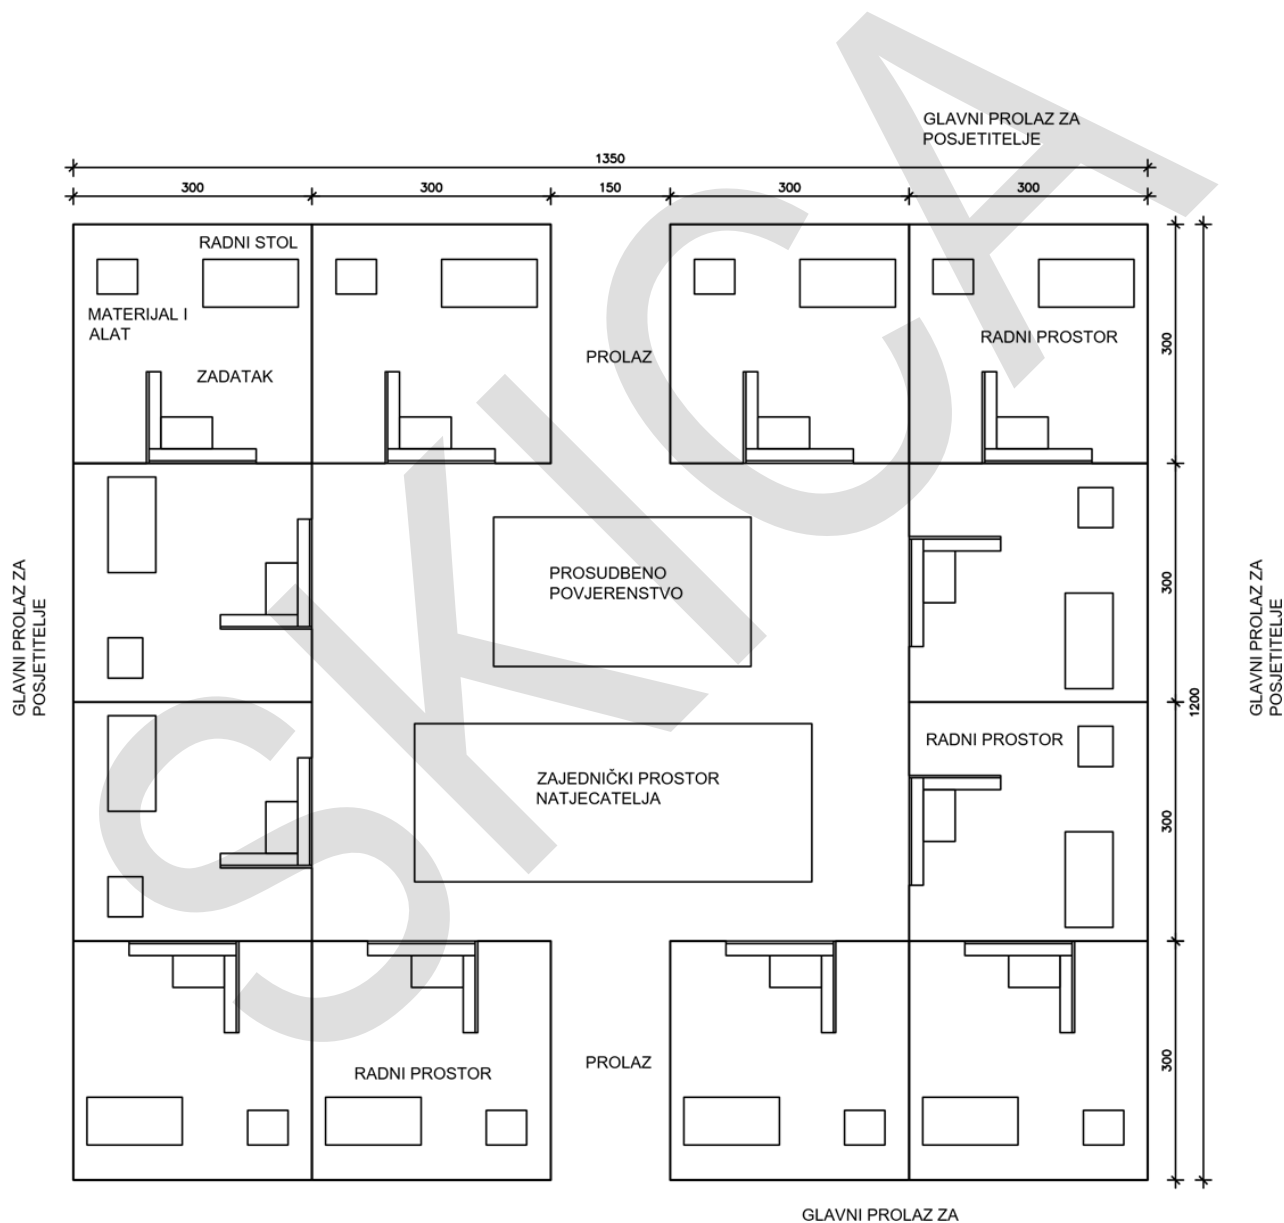 GLAVNI PROLAZ ZA
POSJETITELJE
1350
300
300
150
300
300
RADNI STOL
MATERIJAL I
ALAT
ZADATAK
PROLAZ
RADNI PROSTOR
300
PROSUDBENO
POVJERENSTVO
300
GLAVNI PROLAZ ZA
POSJETITELJE
GLAVNI PROLAZ ZA
POSJETITELJE
1200
RADNI PROSTOR
ZAJEDNIČKI PROSTOR
NATJECATELJA
300
PROLAZ
RADNI PROSTOR
300
GLAVNI PROLAZ ZA
SKICA